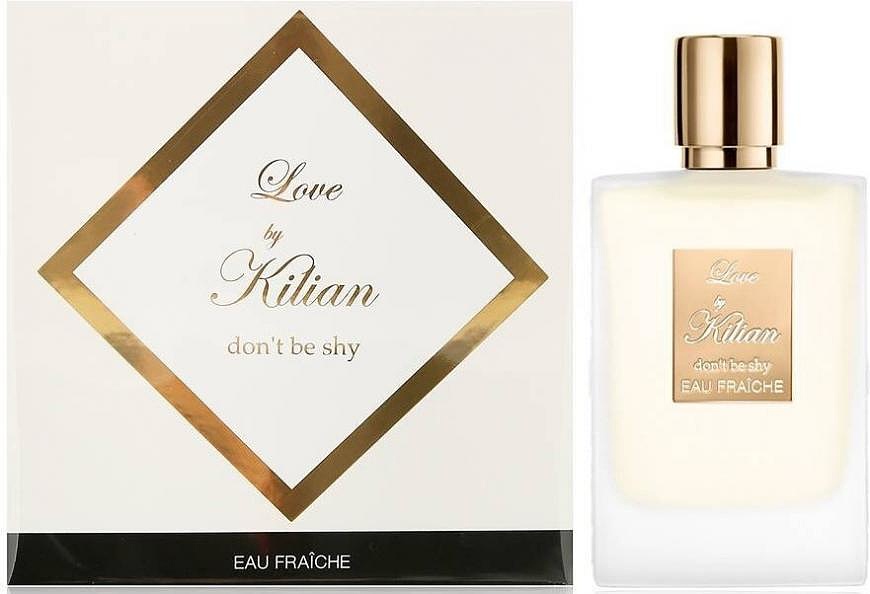 Love
by
Kilian
don't be shy
EAU FRAÎCHE
Love
by
Kilian
don't be shy
EAU FRAÎCHE